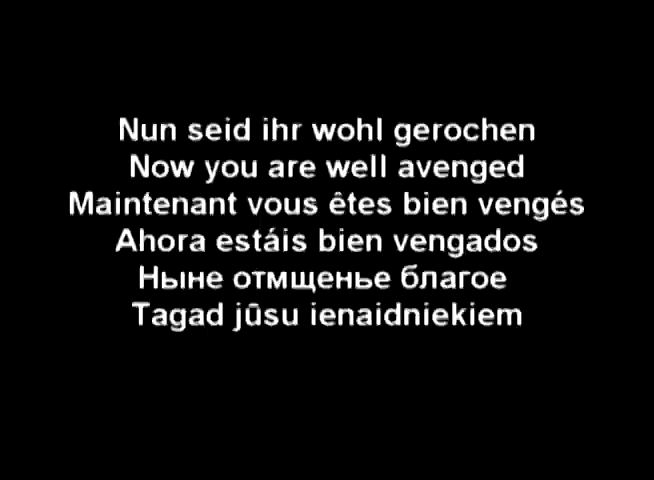 Nun seid ihr wohl gerochen
Now you are well avenged
Maintenant vous êtes bien vengés
Ahora estáis bien vengados
Ныне отмщенье благое
Tagad jūsu ienaidniekiem